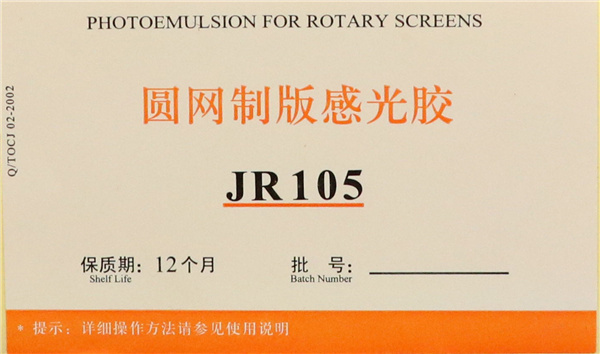 PHOTOEMULSION FOR ROTARY SCREENS
Q/TOCJ 02-2002
圆网制版感光胶
JR105
保质期：12个月
Shelf Life
批 号：
Batch Number
* 提示：详细操作方法请参见使用说明